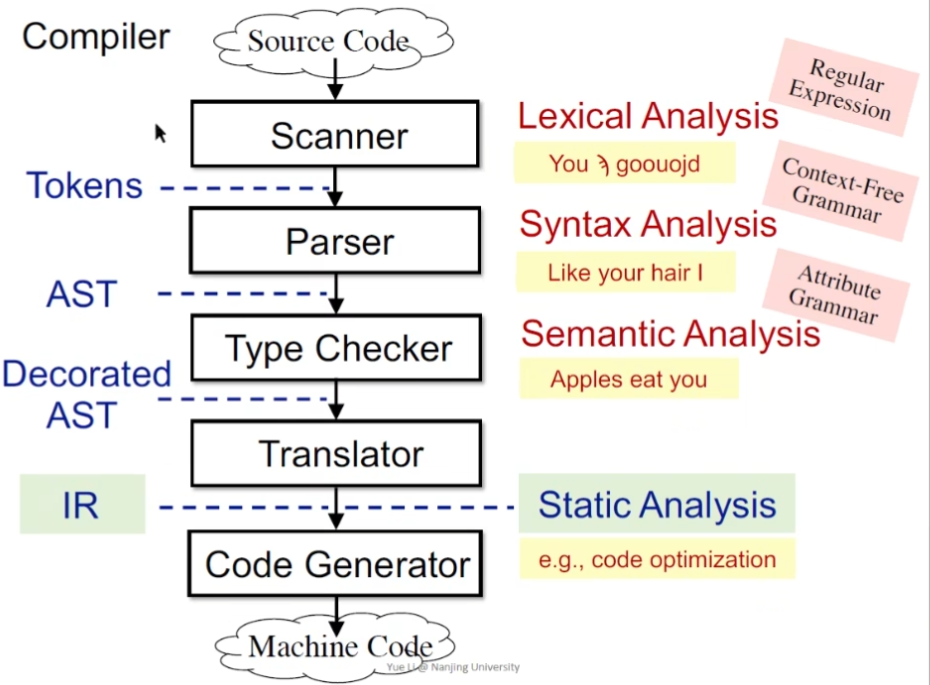 Compiler
Source Code
Regular
Expression
Scanner
Lexical Analysis
You ϡ goouojd
Tokens
Context-Free
Grammar
Parser
Syntax Analysis
Like your hair I
AST
Attribute
Grammar
Type Checker
Semantic Analysis
Apples eat you
Decorated
AST
Translator
IR
Static Analysis
Code Generator
e.g., code optimization
Machine Code
Yue Li @ Nanjing University